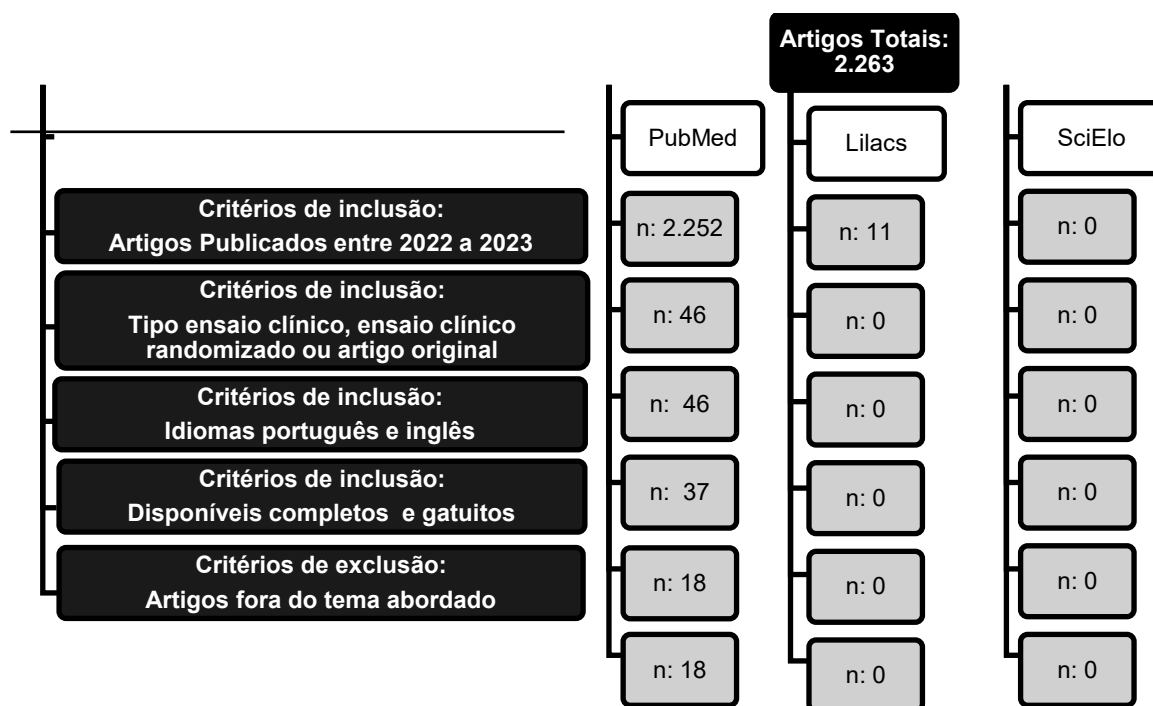 Artigos Totais:
2.263
PubMed
Lilacs
SciElo
Critérios de inclusão:
Artigos Publicados entre 2022 a 2023
n: 2.252
n: 11
n: 0
Critérios de inclusão:
Tipo ensaio clínico, ensaio clínico
randomizado ou artigo original
n: 46
n: 0
n: 0
Critérios de inclusão:
Idiomas português e inglês
n: 46
n: 0
n: 0
Critérios de inclusão:
Disponíveis completos e gatuitos
n: 37
n: 0
n: 0
Critérios de exclusão:
Artigos fora do tema abordado
n: 18
n: 0
n: 0
n: 18
n: 0
n: 0